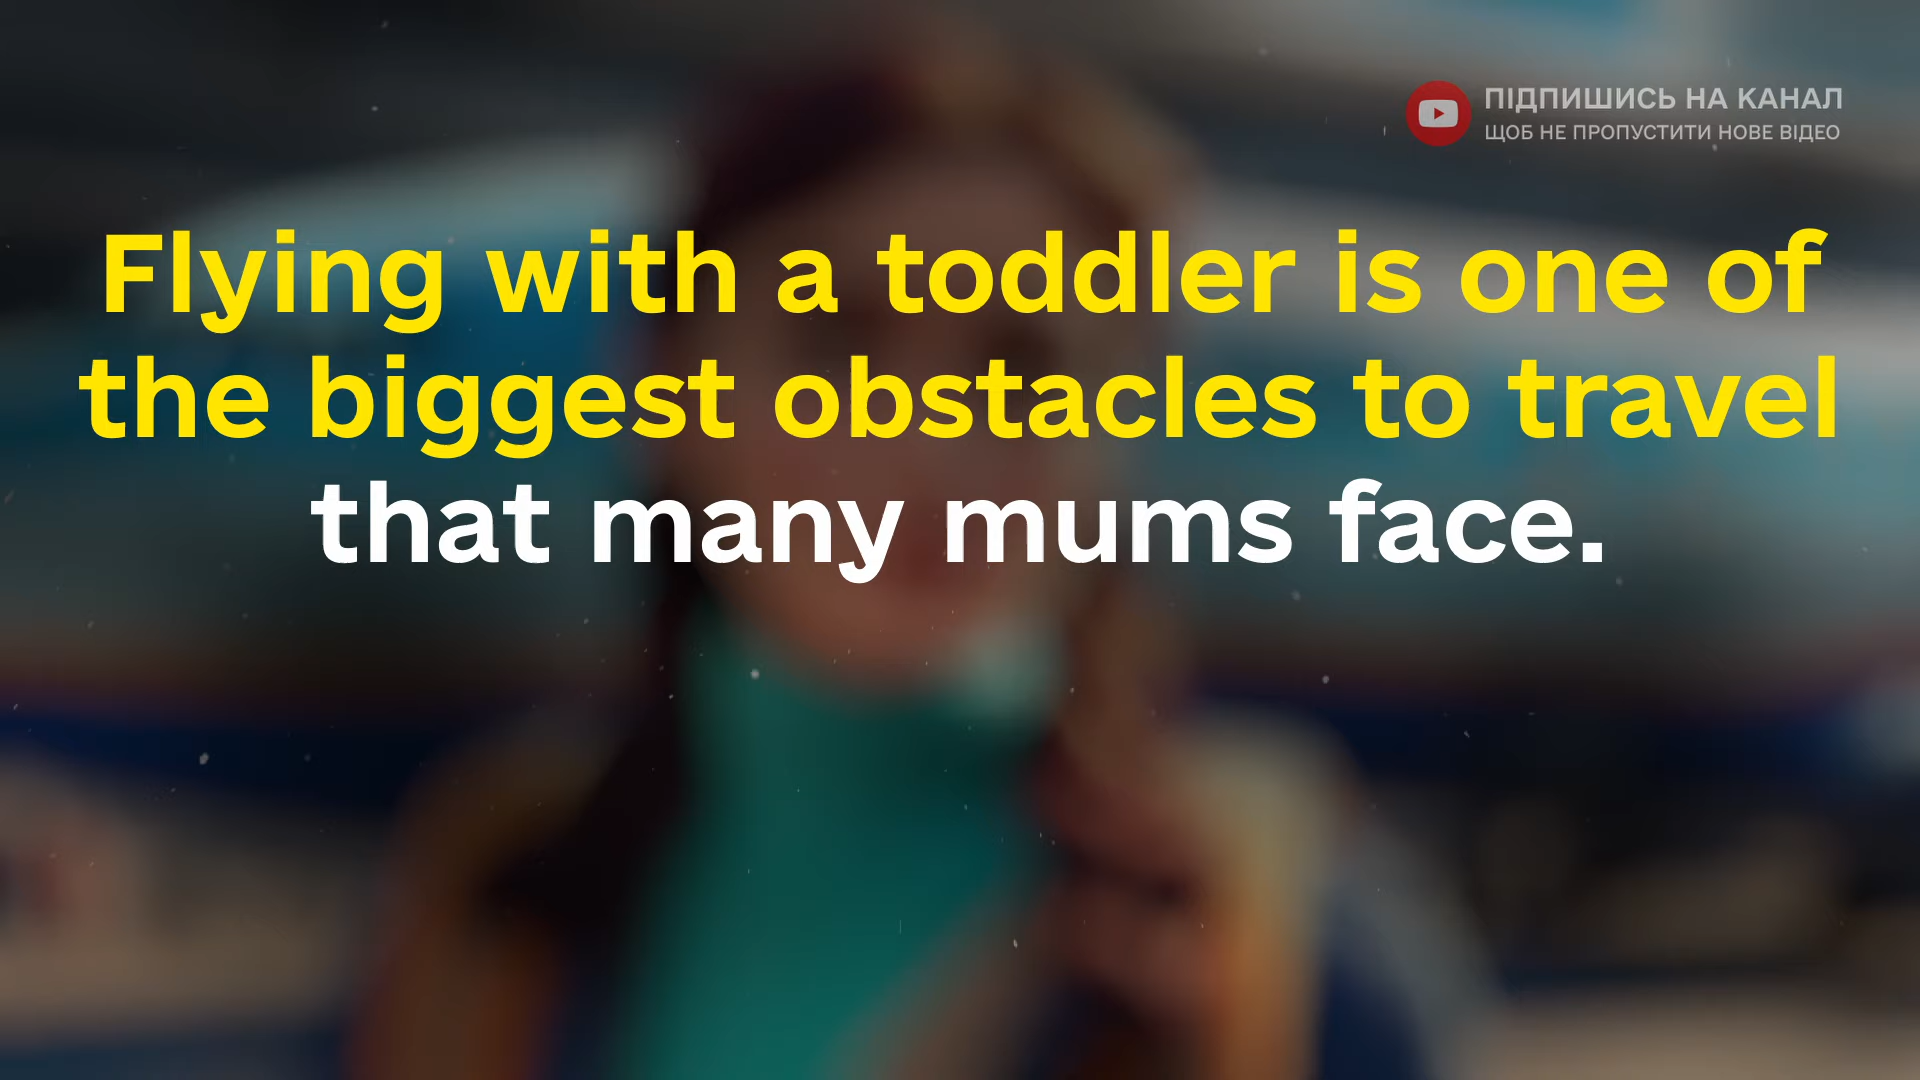 ПІДПИШИСЬ НА КАНАЛ
ЩОБ НЕ ПРОПУСТИТИ НОВЕ ВІДЕО
Flying with a toddler is one of
the biggest obstacles to travel
that many mums face.